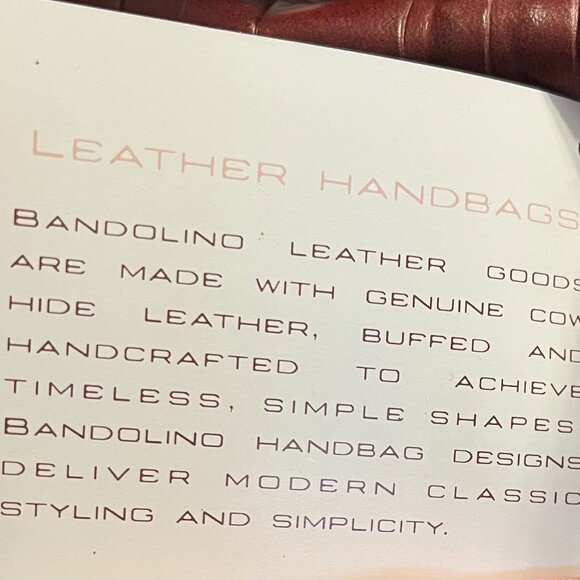 LEATHER HANDBAGS
BANDOLINO LEATHER GOODS
ARE MADE WITH GENUINE COW
HIDE LEATHER, BUFFED AND
HANDCRAFTED TO ACHIEVE
TIMELESS, SIMPLE SHAPES.
BANDOLINO HANDBAG DESIGNS
DELIVER MODERN CLASSIC
STYLING AND SIMPLICITY.